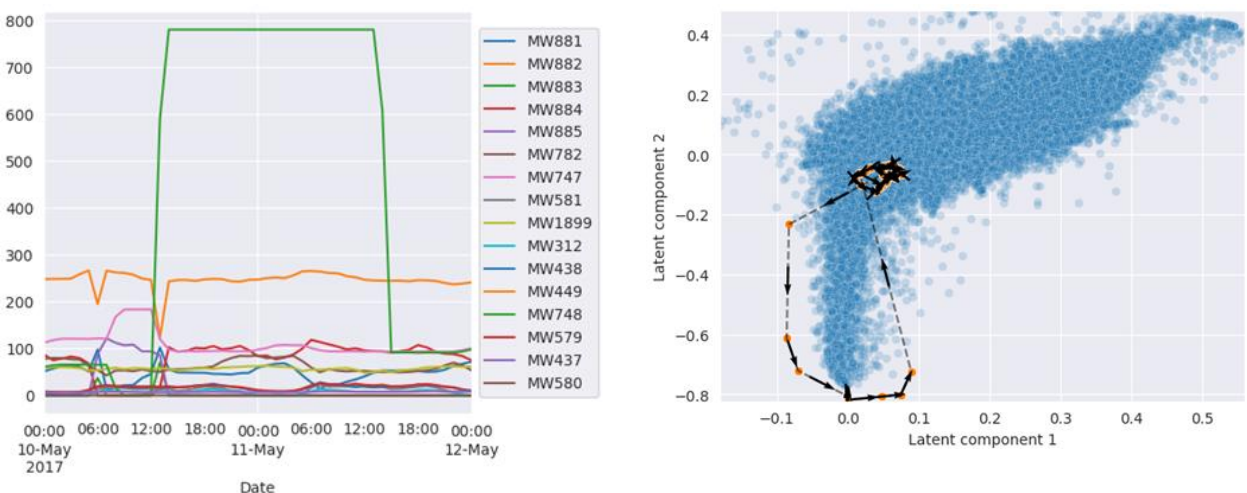 800
700
600
500
400
300
200
100
0
00:00
10-May
2017
06:00
12:00
18:00
00:00
11-May
06:00
12:00
18:00
00:00
12-May
Date
MW881
MW882
MW883
MW884
MW885
MW782
MW747
MW581
MW1899
MW312
MW438
MW449
MW748
MW579
MW437
MW580
Latent component 2
0.4
0.2
0.0
−0.2
−0.4
−0.6
−0.8
−0.1
0.0
0.1
0.2
0.3
0.4
0.5
Latent component 1